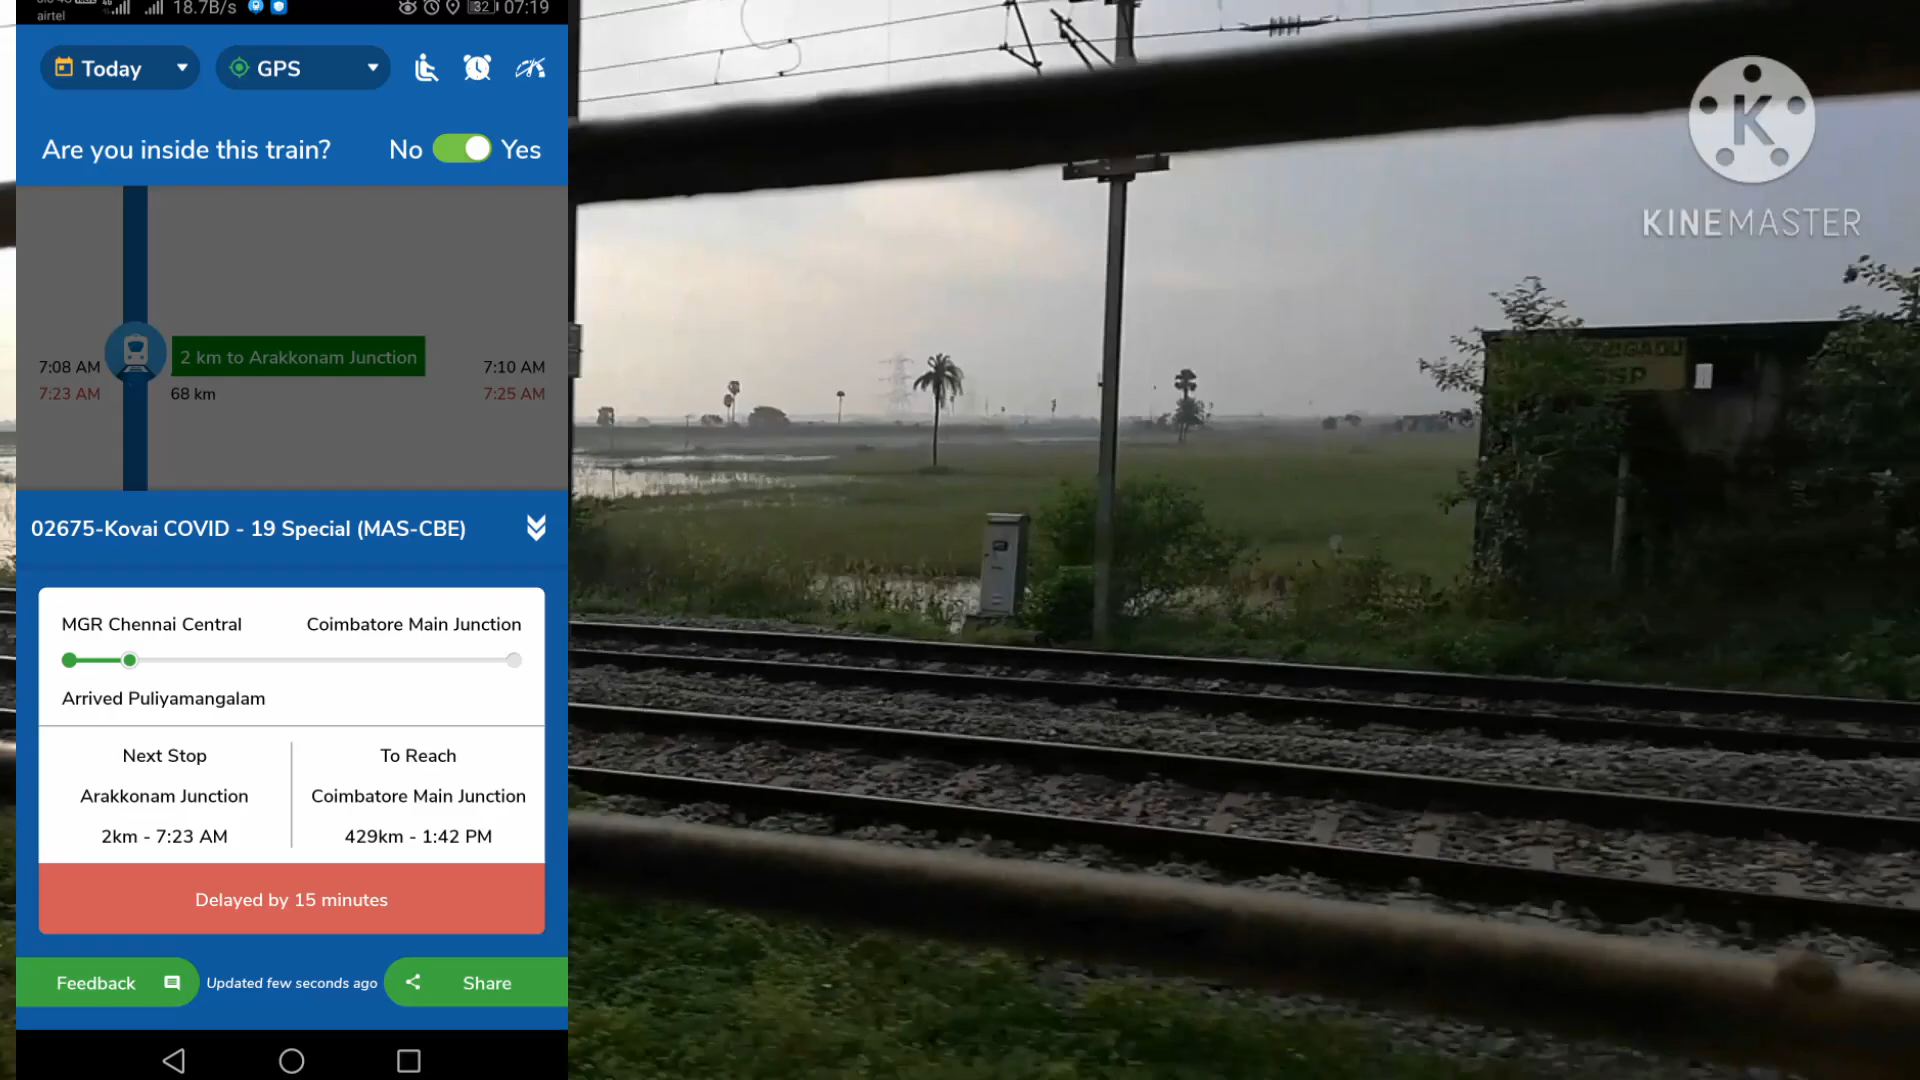 airtel 18.7B/s 32 07:19
Today GPS
Are you inside this train? No Yes
7:08 AM 2 km to Arakkonam Junction 7:10 AM
7:23 AM 68 km 7:25 AM
02675-Kovai COVID - 19 Special (MAS-CBE)
MGR Chennai Central Coimbatore Main Junction
Arrived Puliyamangalam
Next Stop To Reach
Arakkonam Junction Coimbatore Main Junction
2km - 7:23 AM 429km - 1:42 PM
Delayed by 15 minutes
Feedback Updated few seconds ago Share
K
KINEMASTER